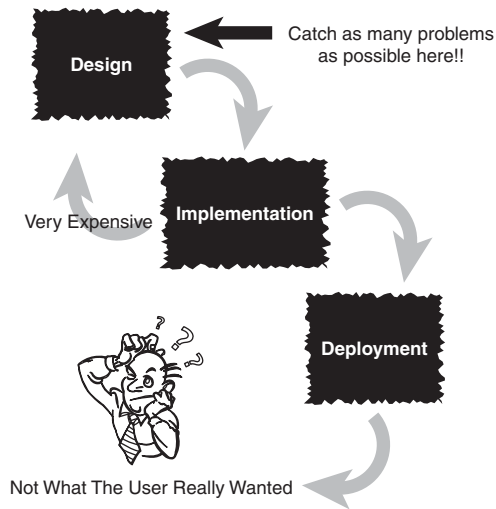 Design
Catch as many problems
as possible here!!
Very Expensive
Implementation
Deployment
? ? ?
Not What The User Really Wanted